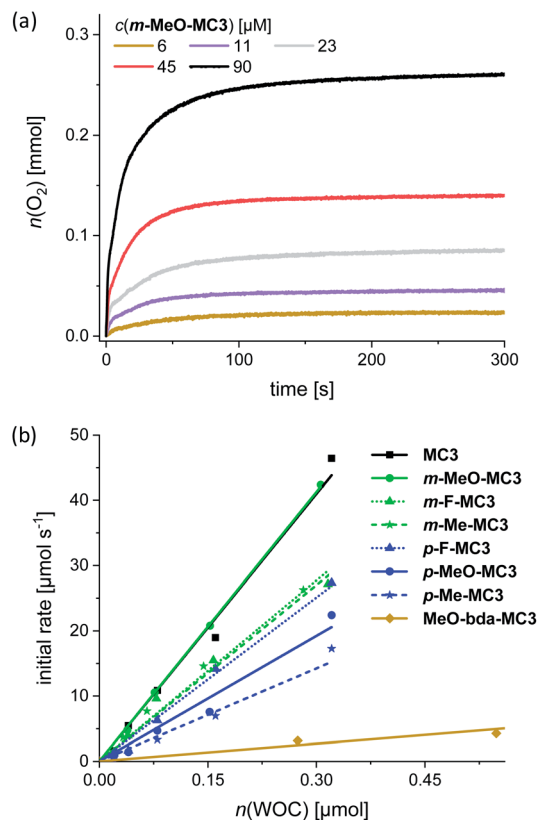 (a)
c(m-MeO-MC3) [µM]
6 11 23
45 90
0.3
0.2
0.1
0.0
n(O₂) [mmol]
0 100 200 300
time [s]
(b)
50
40
30
20
10
0
initial rate [µmol s⁻¹]
MC3
m-MeO-MC3
m-F-MC3
m-Me-MC3
p-F-MC3
p-MeO-MC3
p-Me-MC3
MeO-bda-MC3
0.00 0.15 0.30 0.45
n(WOC) [µmol]